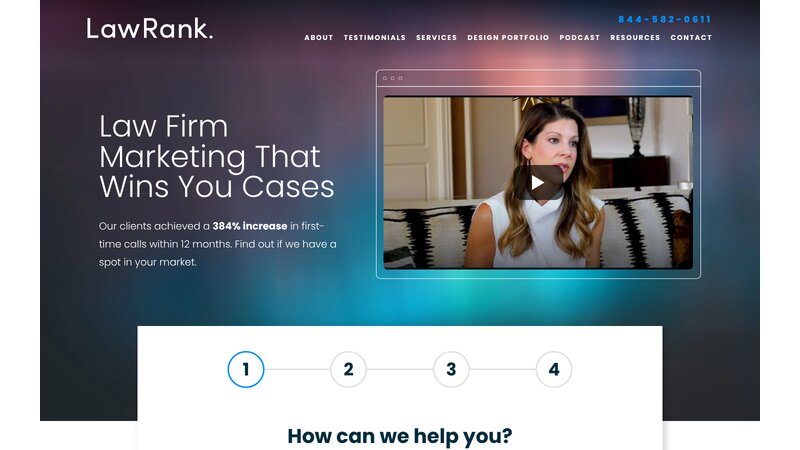 LawRank.
844-582-0611
ABOUT TESTIMONIALS SERVICES DESIGN PORTFOLIO PODCAST RESOURCES CONTACT
Law Firm
Marketing That
Wins You Cases
Our clients achieved a 384% increase in first-
time calls within 12 months. Find out if we have a
spot in your market.
1 2 3 4
How can we help you?